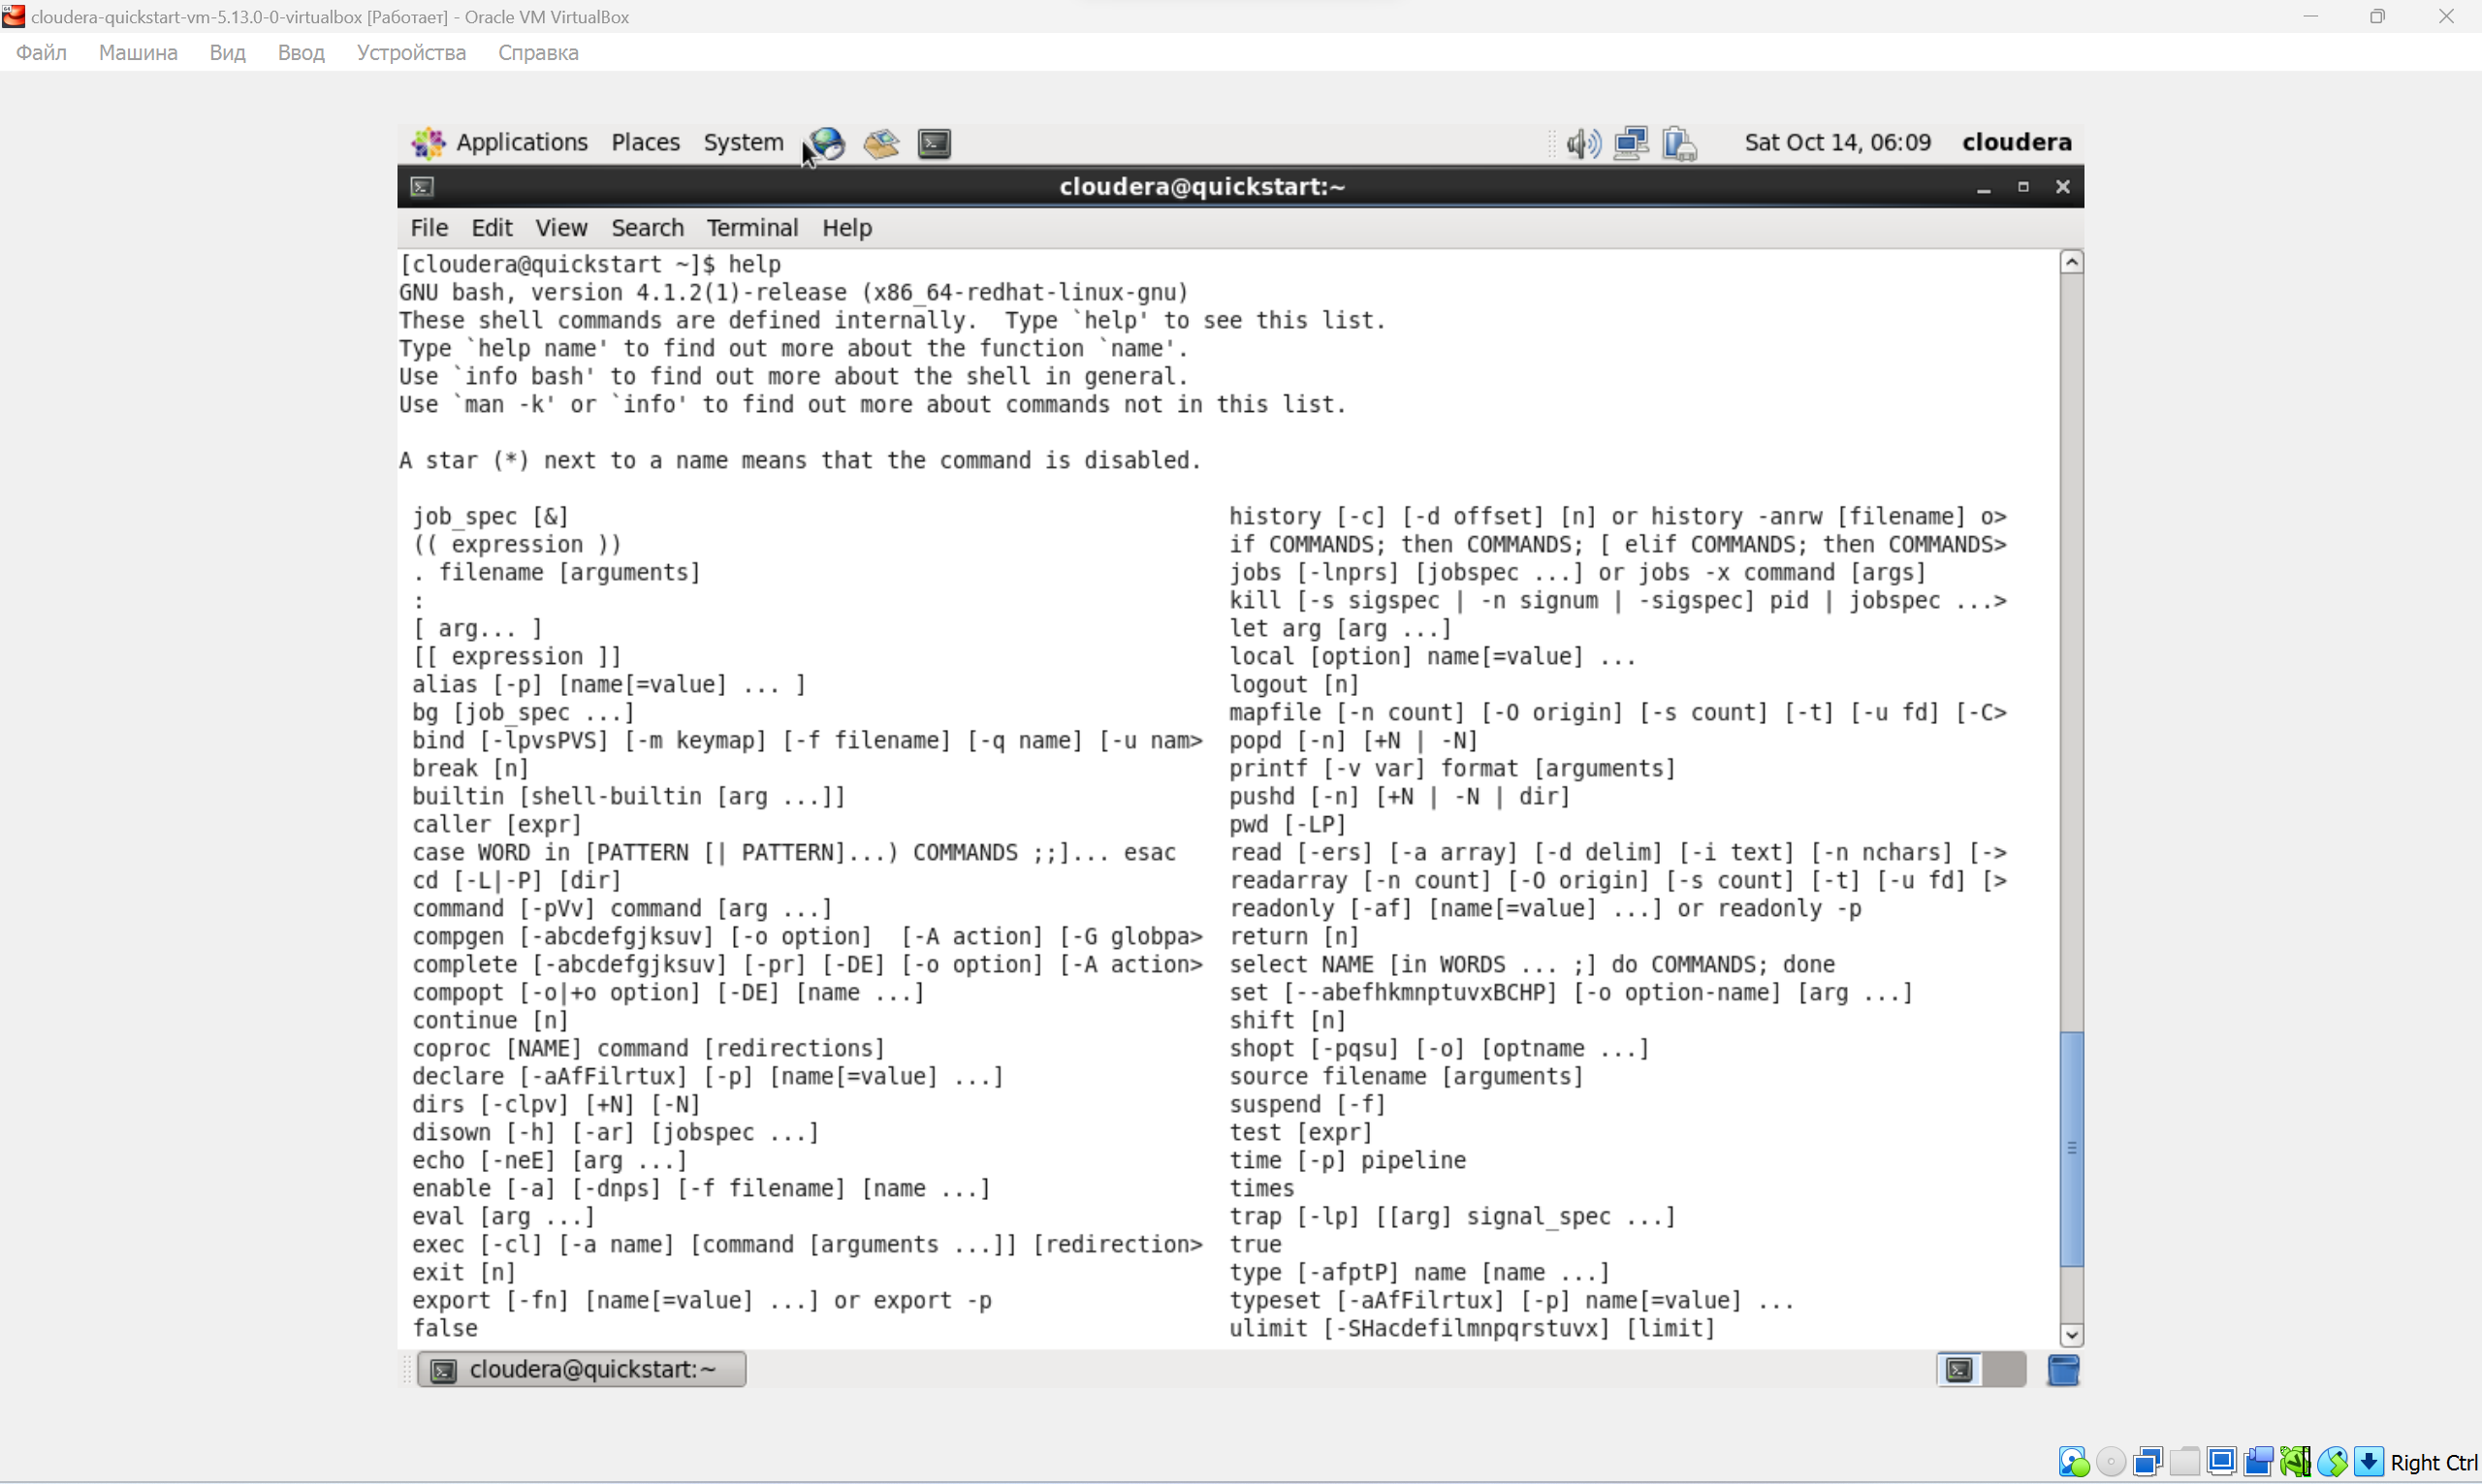 cloudera-quickstart-vm-5.13.0-0-virtualbox [Работает] - Oracle VM VirtualBox
Файл Машина Вид Ввод Устройства Справка
Applications Places System Sat Oct 14, 06:09 cloudera
cloudera@quickstart:~
File Edit View Search Terminal Help
[cloudera@quickstart ~]$ help
GNU bash, version 4.1.2(1)-release (x86_64-redhat-linux-gnu)
These shell commands are defined internally.  Type `help' to see this list.
Type `help name' to find out more about the function `name'.
Use `info bash' to find out more about the shell in general.
Use `man -k' or `info' to find out more about commands not in this list.
A star (*) next to a name means that the command is disabled.
job_spec [&] history [-c] [-d offset] [n] or history -anrw [filename] o>
(( expression )) if COMMANDS; then COMMANDS; [ elif COMMANDS; then COMMANDS>
. filename [arguments] jobs [-lnprs] [jobspec ...] or jobs -x command [args]
: kill [-s sigspec | -n signum | -sigspec] pid | jobspec ...>
[ arg... ] let arg [arg ...]
[[ expression ]] local [option] name[=value] ...
alias [-p] [name[=value] ... ] logout [n]
bg [job_spec ...] mapfile [-n count] [-O origin] [-s count] [-t] [-u fd] [-C>
bind [-lpvsPVS] [-m keymap] [-f filename] [-q name] [-u nam> popd [-n] [+N | -N]
break [n] printf [-v var] format [arguments]
builtin [shell-builtin [arg ...]] pushd [-n] [+N | -N | dir]
caller [expr] pwd [-LP]
case WORD in [PATTERN [| PATTERN]...) COMMANDS ;;]... esac read [-ers] [-a array] [-d delim] [-i text] [-n nchars] [->
cd [-L|-P] [dir] readarray [-n count] [-O origin] [-s count] [-t] [-u fd] [>
command [-pVv] command [arg ...] readonly [-af] [name[=value] ...] or readonly -p
compgen [-abcdefgjksuv] [-o option]  [-A action] [-G globpa> return [n]
complete [-abcdefgjksuv] [-pr] [-DE] [-o option] [-A action> select NAME [in WORDS ... ;] do COMMANDS; done
compopt [-o|+o option] [-DE] [name ...] set [--abefhkmnptuvxBCHP] [-o option-name] [arg ...]
continue [n] shift [n]
coproc [NAME] command [redirections] shopt [-pqsu] [-o] [optname ...]
declare [-aAfFilrtux] [-p] [name[=value] ...] source filename [arguments]
dirs [-clpv] [+N] [-N] suspend [-f]
disown [-h] [-ar] [jobspec ...] test [expr]
echo [-neE] [arg ...] time [-p] pipeline
enable [-a] [-dnps] [-f filename] [name ...] times
eval [arg ...] trap [-lp] [[arg] signal_spec ...]
exec [-cl] [-a name] [command [arguments ...]] [redirection> true
exit [n] type [-afptP] name [name ...]
export [-fn] [name[=value] ...] or export -p typeset [-aAfFilrtux] [-p] name[=value] ...
false ulimit [-SHacdefilmnpqrstuvx] [limit]
cloudera@quickstart:~
Right Ctrl